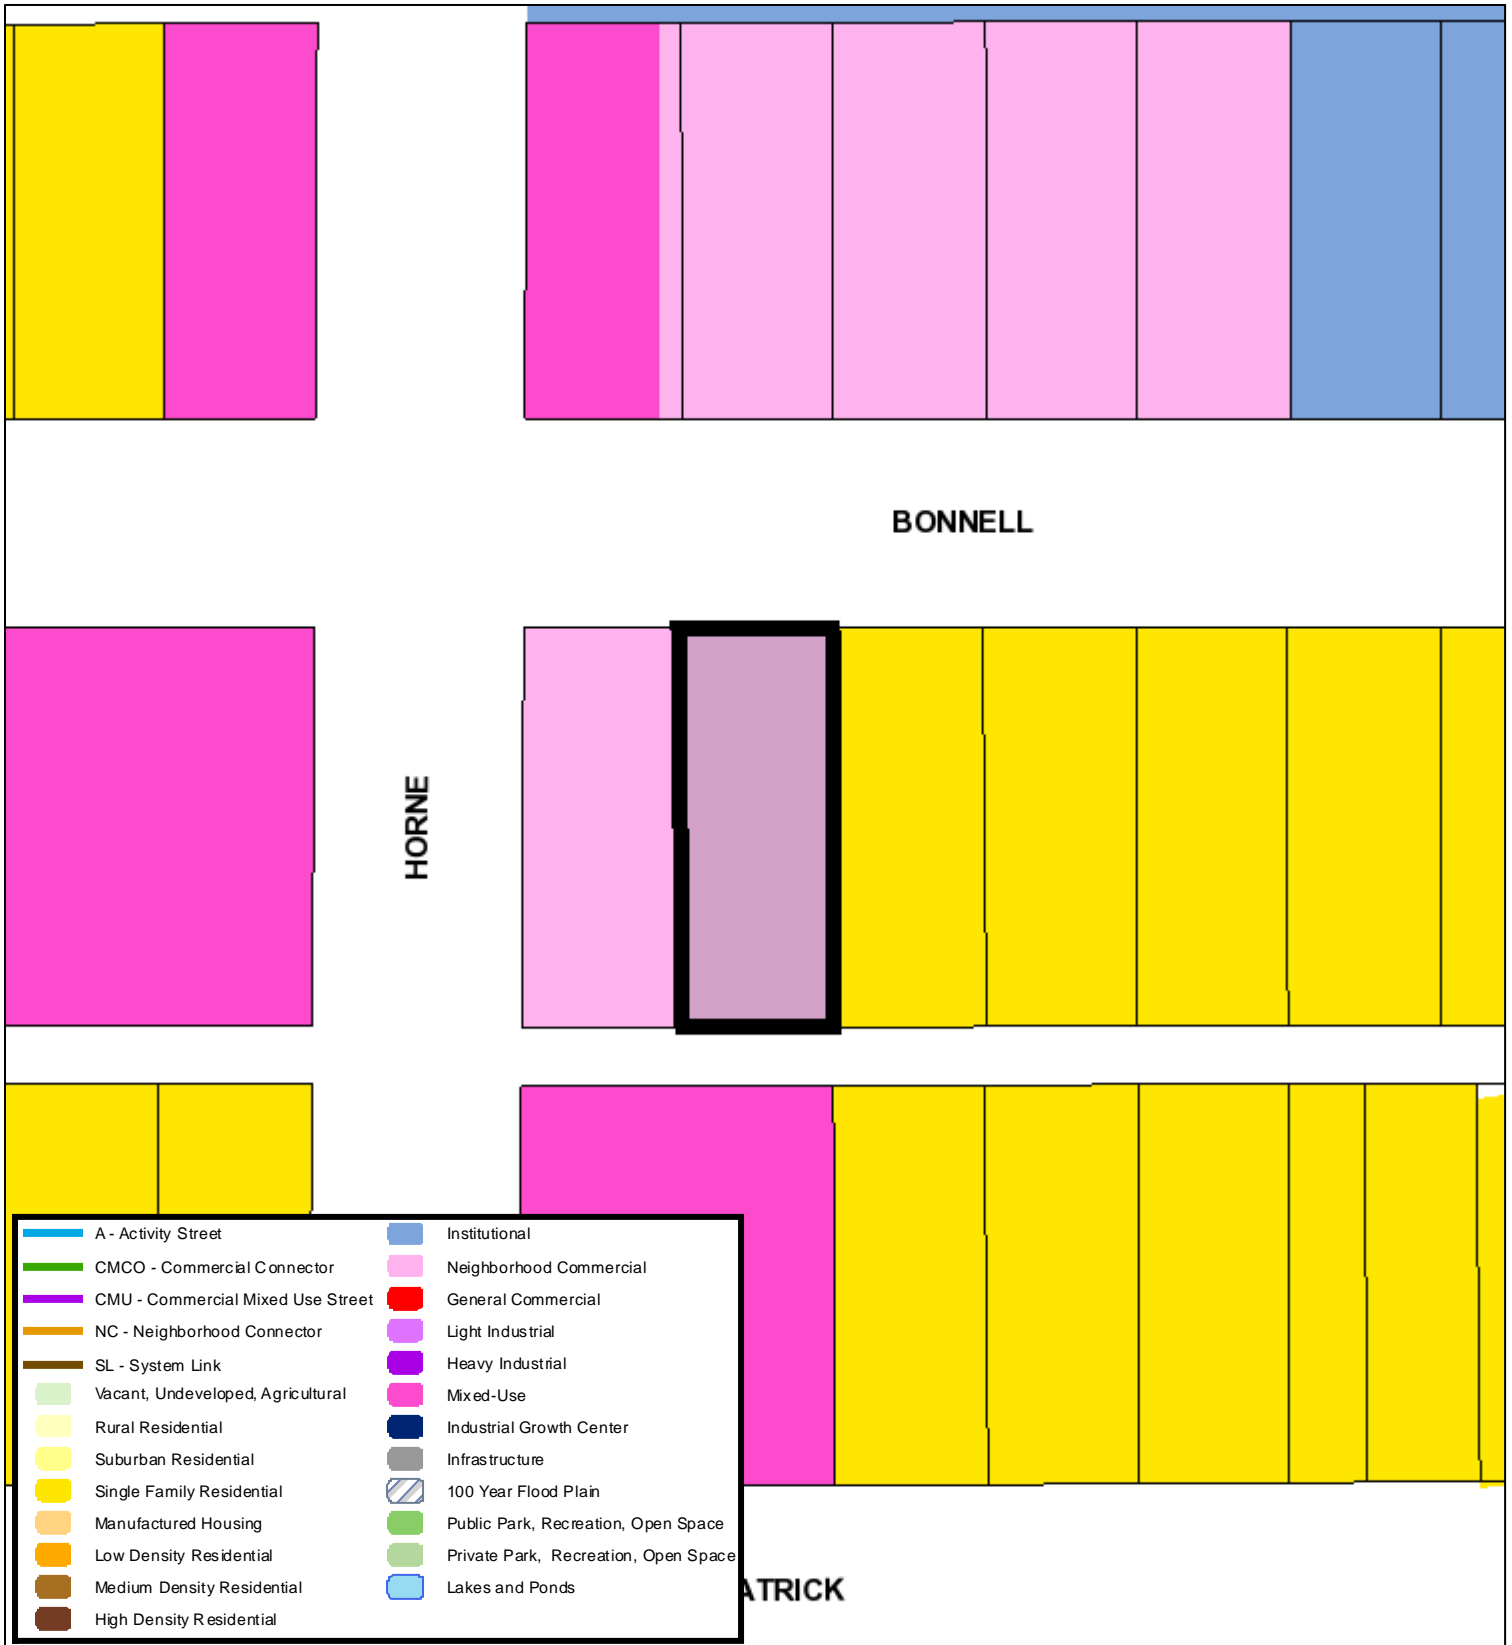 BONNELL
HORNE
A - Activity Street
CMCO - Commercial Connector
CMU - Commercial Mixed Use Street
NC - Neighborhood Connector
SL - System Link
Vacant, Undeveloped, Agricultural
Rural Residential
Suburban Residential
Single Family Residential
Manufactured Housing
Low Density Residential
Medium Density Residential
High Density Residential
Institutional
Neighborhood Commercial
General Commercial
Light Industrial
Heavy Industrial
Mixed-Use
Industrial Growth Center
Infrastructure
100 Year Flood Plain
Public Park, Recreation, Open Space
Private Park, Recreation, Open Space
Lakes and Ponds
ATRICK